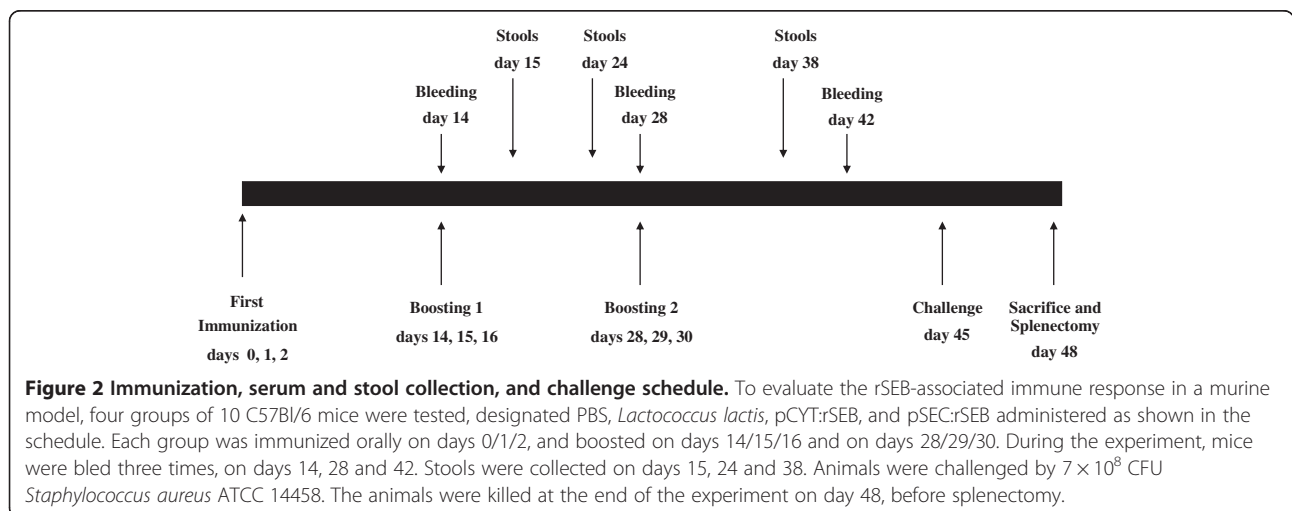 Stools
day 15
Stools
day 24
Stools
day 38
Bleeding
day 14
Bleeding
day 28
Bleeding
day 42
First
Immunization
days 0, 1, 2
Boosting 1
days 14, 15, 16
Boosting 2
days 28, 29, 30
Challenge
day 45
Sacrifice and
Splenectomy
day 48
Figure 2 Immunization, serum and stool collection, and challenge schedule. To evaluate the rSEB-associated immune response in a murine
model, four groups of 10 C57Bl/6 mice were tested, designated PBS, Lactococcus lactis, pCYT:rSEB, and pSEC:rSEB administered as shown in the
schedule. Each group was immunized orally on days 0/1/2, and boosted on days 14/15/16 and on days 28/29/30. During the experiment, mice
were bled three times, on days 14, 28 and 42. Stools were collected on days 15, 24 and 38. Animals were challenged by 7 × 10⁸ CFU
Staphylococcus aureus ATCC 14458. The animals were killed at the end of the experiment on day 48, before splenectomy.